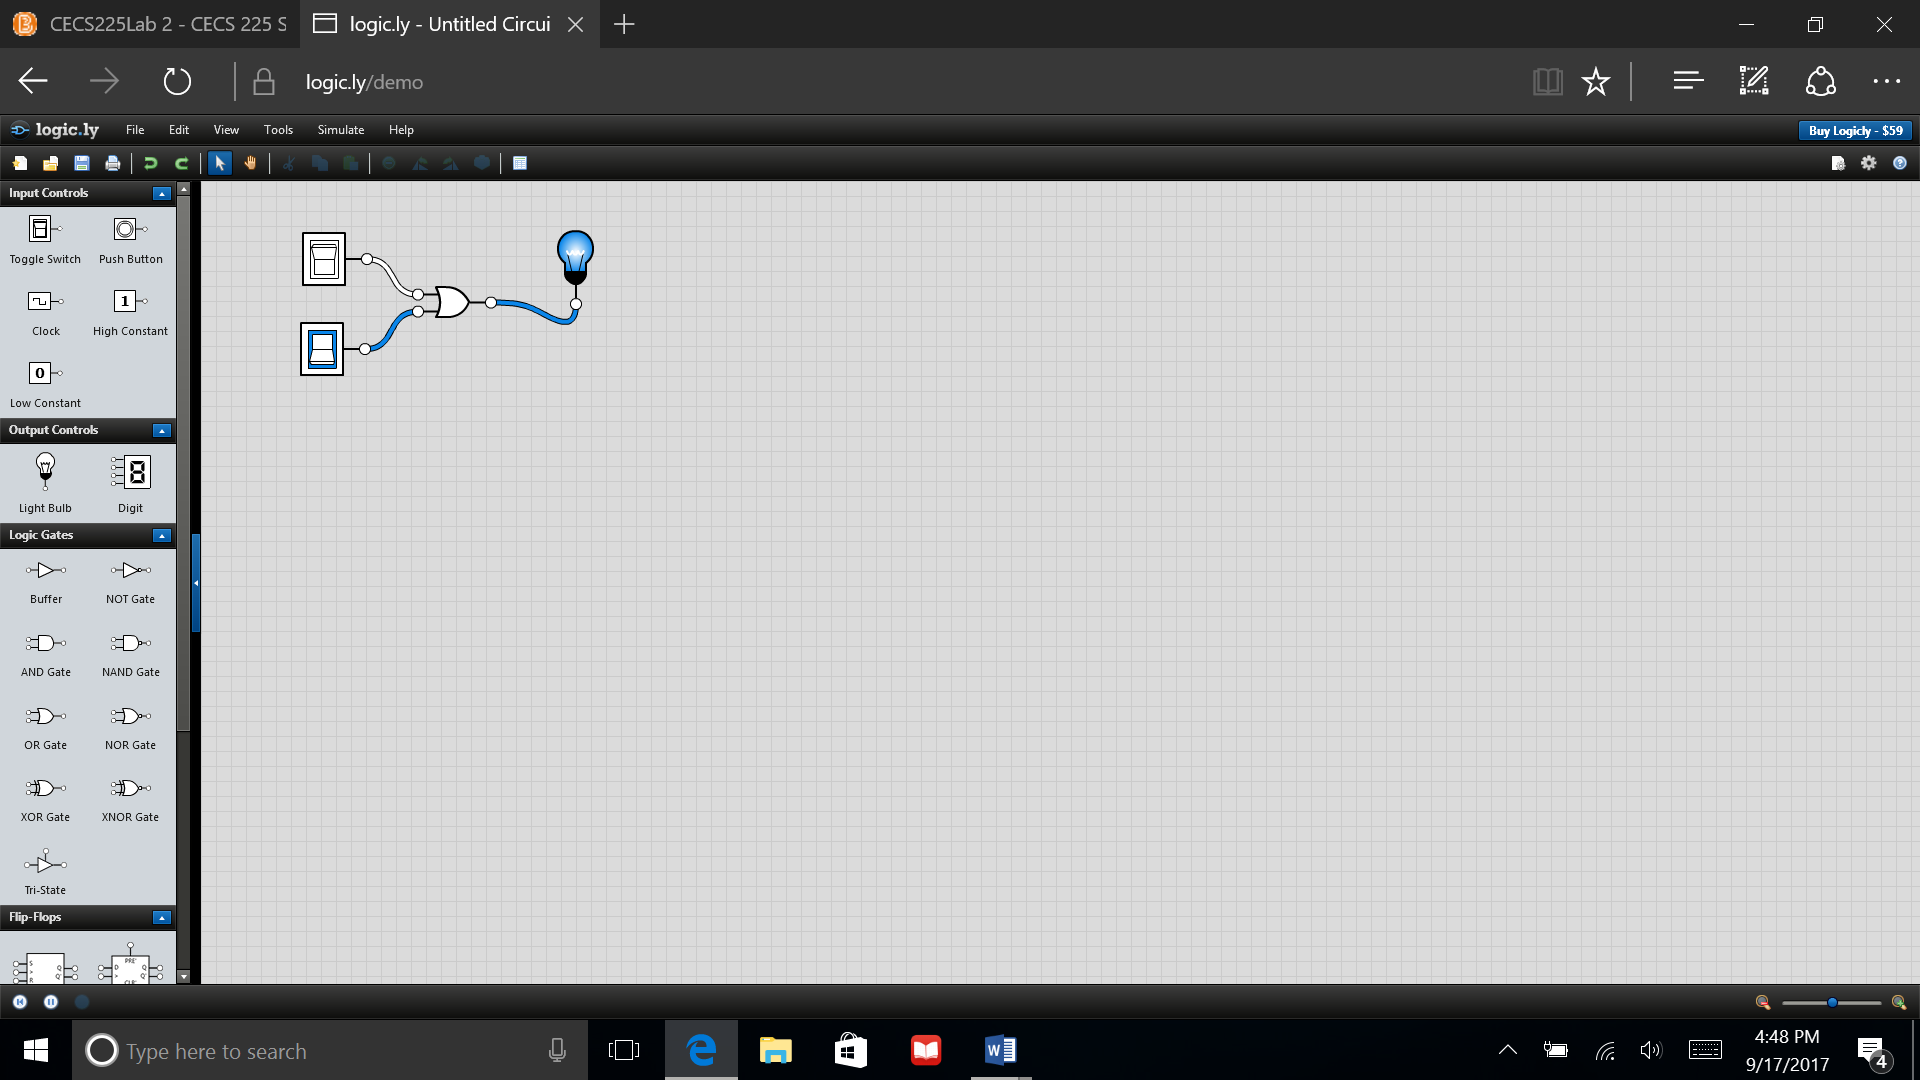 CECS225Lab 2 - CECS 225 S
logic.ly - Untitled Circui
logic.ly/demo
logic.ly File Edit View Tools Simulate Help
Buy Logicly - $59
Input Controls
Toggle Switch Push Button
1
Clock High Constant
0
Low Constant
Output Controls
8
Light Bulb Digit
Logic Gates
Buffer NOT Gate
AND Gate NAND Gate
OR Gate NOR Gate
XOR Gate XNOR Gate
Tri-State
Flip-Flops
PRE'
S Q D Q
> Q' > Q'
R CLR'
Type here to search
W
4:48 PM
9/17/2017
4